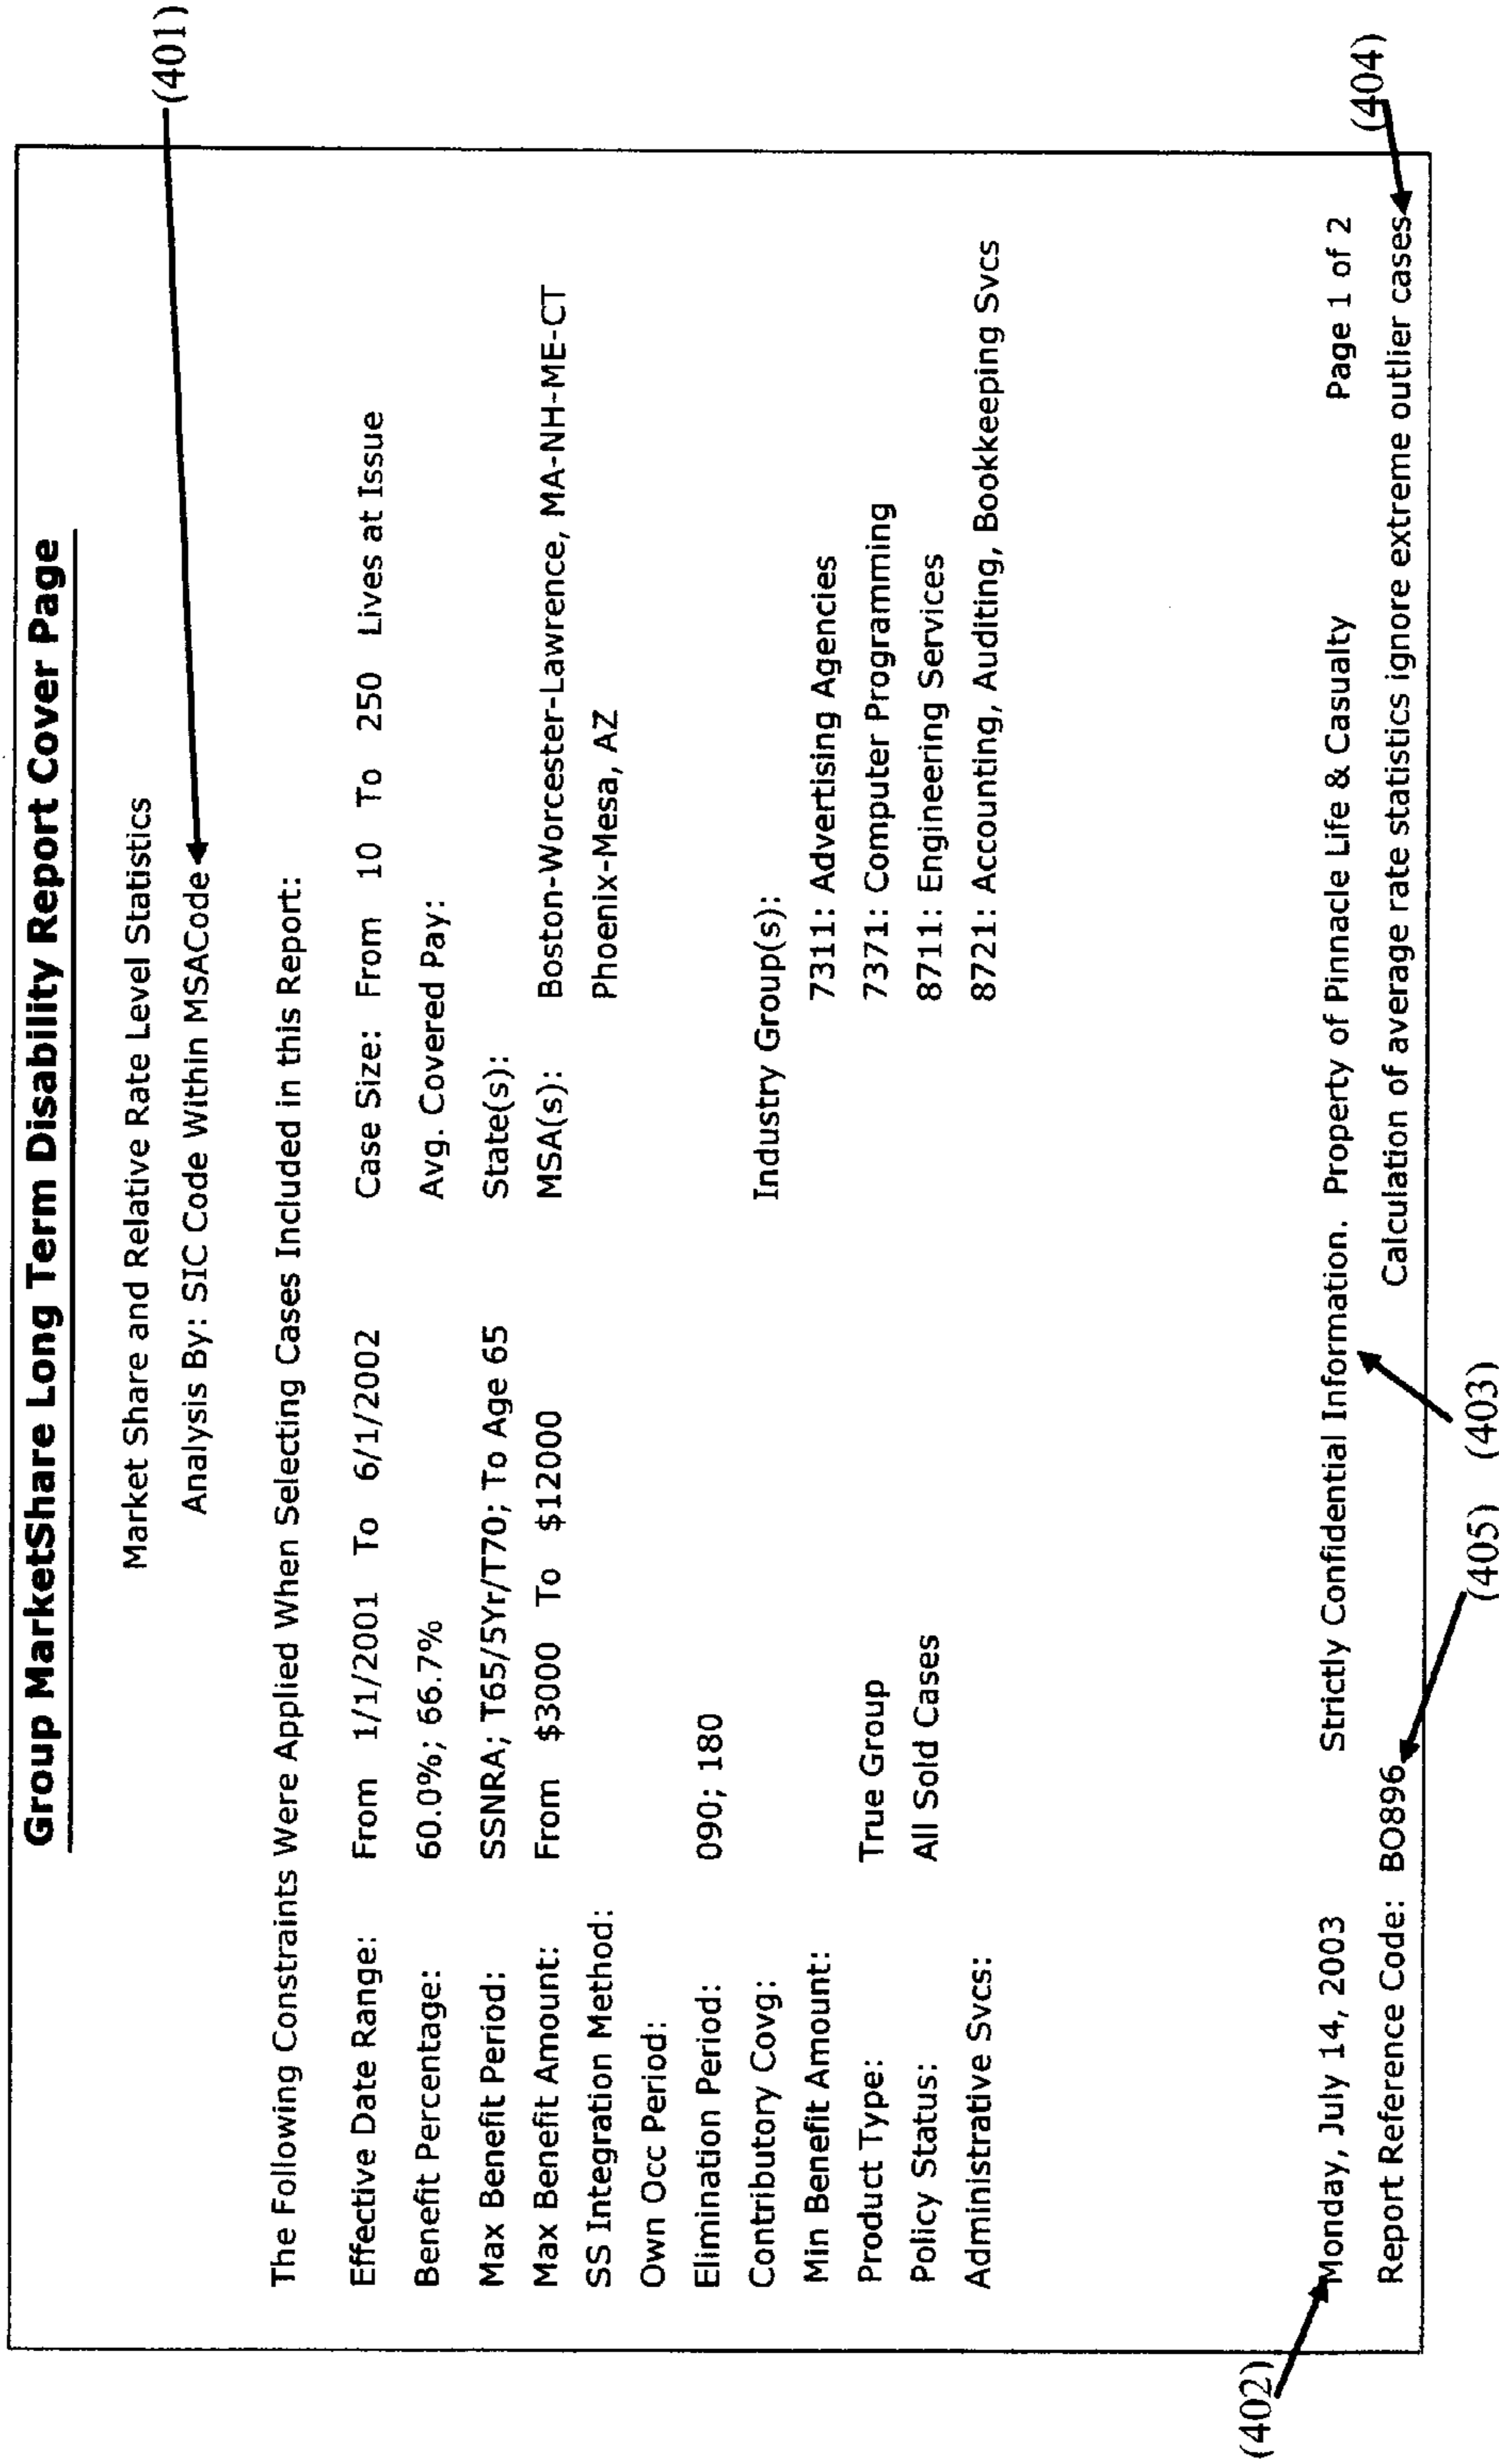 Group MarketShare Long Term Disability Report Cover Page
Market Share and Relative Rate Level Statistics
Analysis By: SIC Code Within MSACode
(401)
The Following Constraints Were Applied When Selecting Cases Included in this Report:
Effective Date Range: From 1/1/2001 To 6/1/2002
Benefit Percentage: 60.0%; 66.7%
Max Benefit Period: SSNRA; T65/5Yr/T70; To Age 65
Max Benefit Amount: From $3000 To $12000
SS Integration Method:
Own Occ Period:
Elimination Period: 090; 180
Contributory Covg:
Min Benefit Amount:
Product Type: True Group
Policy Status: All Sold Cases
Administrative Svcs:
Case Size: From 10 To 250 Lives at Issue
Avg. Covered Pay:
State(s):
MSA(s): Boston-Worcester-Lawrence, MA-NH-ME-CT
Phoenix-Mesa, AZ
Industry Group(s):
7311: Advertising Agencies
7371: Computer Programming
8711: Engineering Services
8721: Accounting, Auditing, Bookkeeping Svcs
(402)
Monday, July 14, 2003 Strictly Confidential Information. Property of Pinnacle Life & Casualty Page 1 of 2
(404)
Report Reference Code: BO896 Calculation of average rate statistics ignore extreme outlier cases
(405) (403)